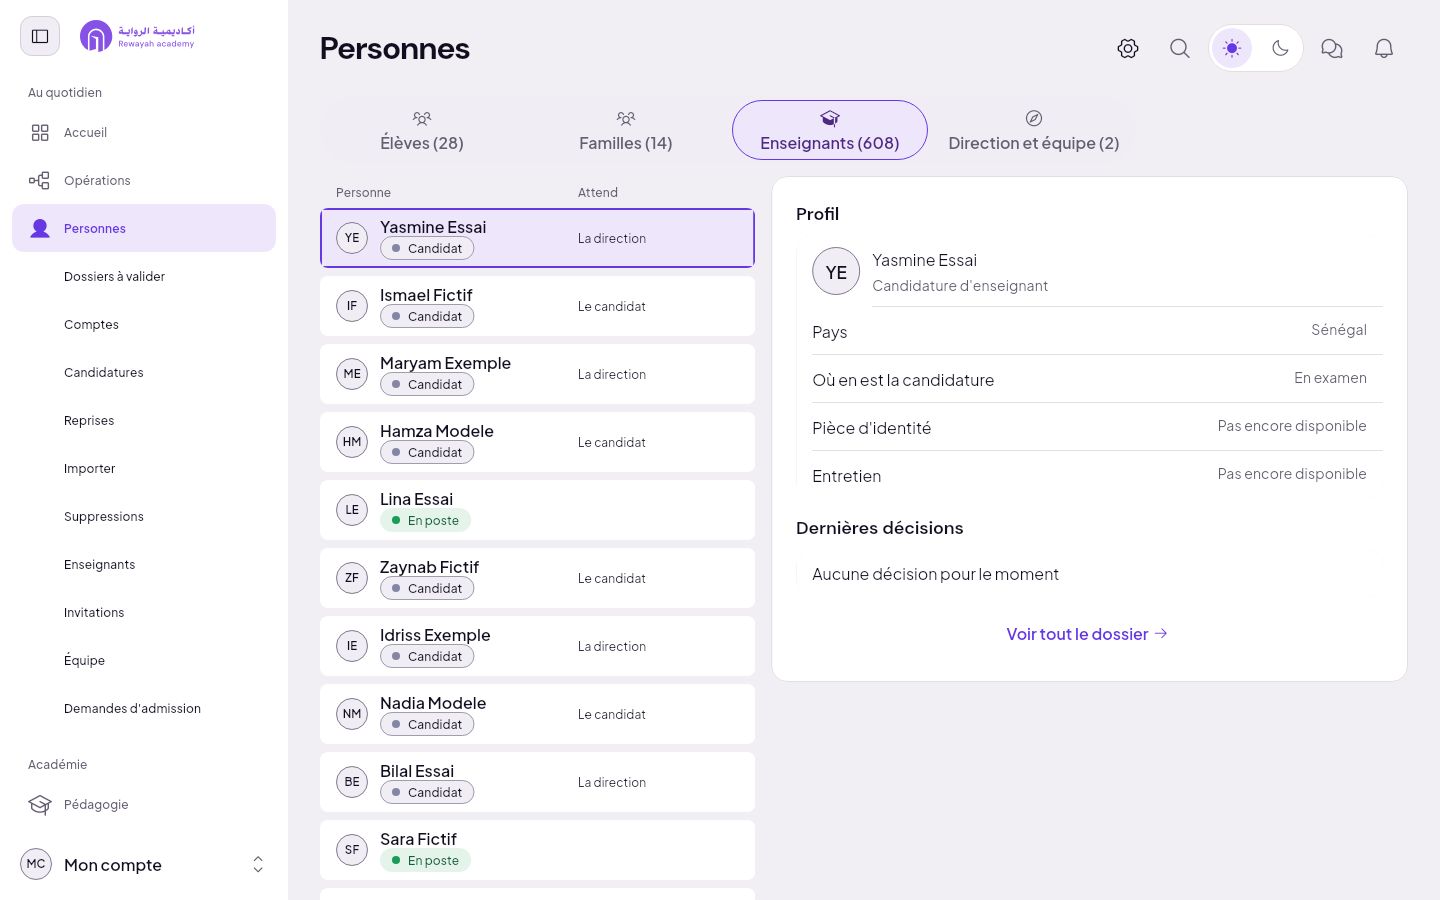 أكاديمية الرواية
Rewayah academy
Au quotidien
Accueil
Opérations
Personnes
Dossiers à valider
Comptes
Candidatures
Reprises
Importer
Suppressions
Enseignants
Invitations
Équipe
Demandes d'admission
Académie
Pédagogie
MC Mon compte
Personnes
Élèves (28)
Familles (14)
Enseignants (608)
Direction et équipe (2)
Personne Attend
YE Yasmine Essai
Candidat
La direction
IF Ismael Fictif
Candidat
Le candidat
ME Maryam Exemple
Candidat
La direction
HM Hamza Modele
Candidat
Le candidat
LE Lina Essai
En poste
ZF Zaynab Fictif
Candidat
Le candidat
IE Idriss Exemple
Candidat
La direction
NM Nadia Modele
Candidat
Le candidat
BE Bilal Essai
Candidat
La direction
SF Sara Fictif
En poste
Profil
YE Yasmine Essai
Candidature d'enseignant
Pays Sénégal
Où en est la candidature En examen
Pièce d'identité Pas encore disponible
Entretien Pas encore disponible
Dernières décisions
Aucune décision pour le moment
Voir tout le dossier